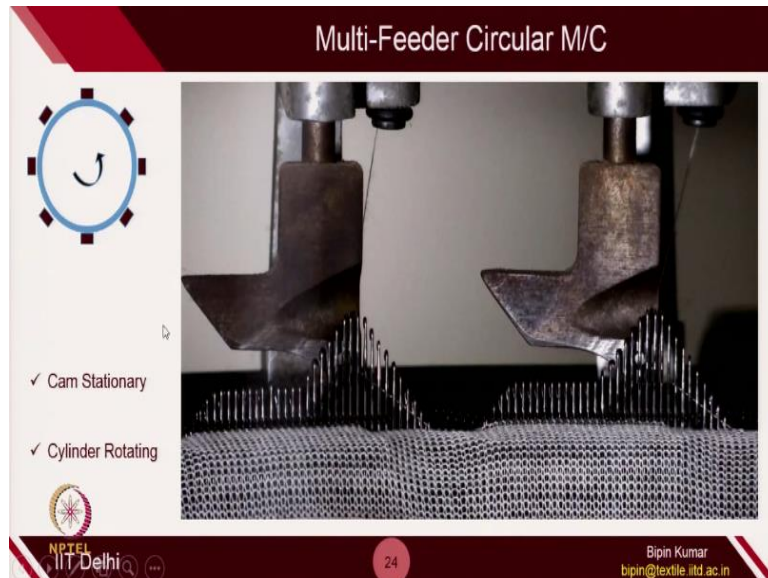 Multi-Feeder Circular M/C
✓ Cam Stationary
✓ Cylinder Rotating
NPTEL
IIT Delhi
24
Bipin Kumar
bipin@textile.iitd.ac.in